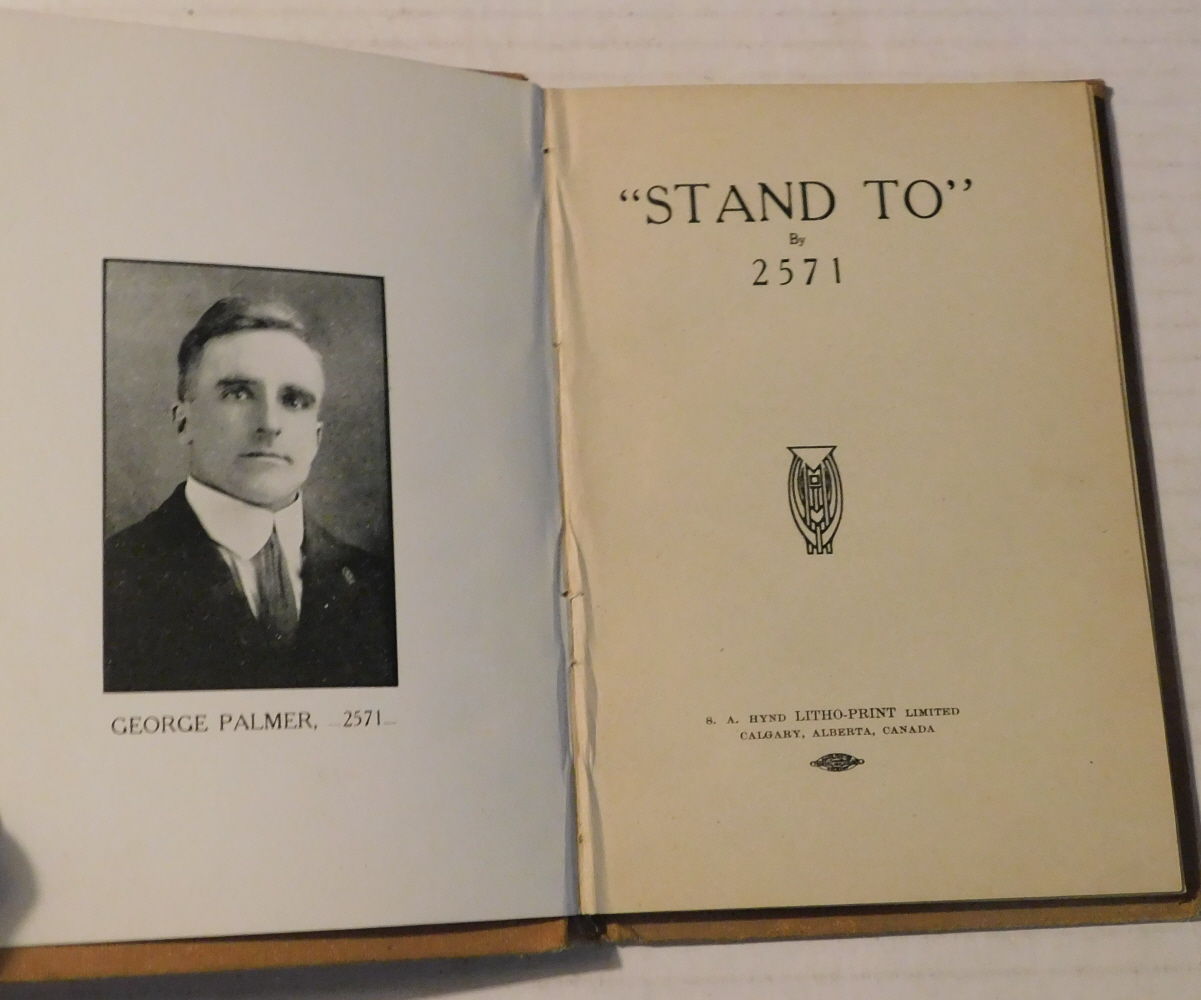 GEORGE PALMER, —2571—
"STAND TO"
By
2571
S. A. HYND LITHO-PRINT LIMITED
CALGARY, ALBERTA, CANADA